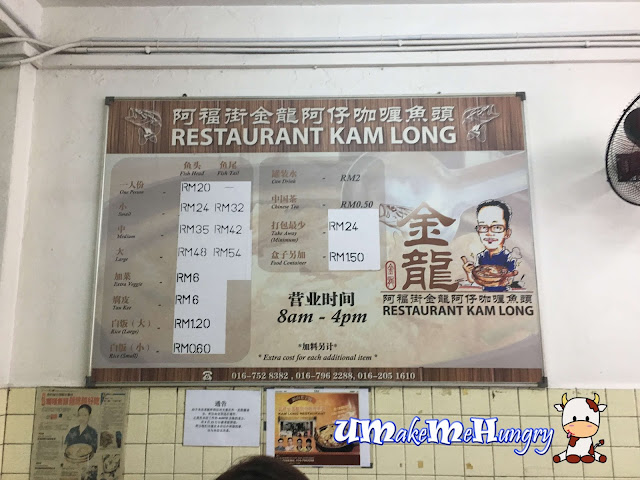 阿福街金龍阿仔咖喱魚頭
RESTAURANT KAM LONG
鱼头 鱼尾
Fish Head Fish Tail
一人份 RM20 —
One Person
小 RM24 RM32
Small
中 RM35 RM42
Medium
大 RM48 RM54
Large
加菜 RM6
Extra Veggie
腐皮 RM6
Tau Kee
白饭（大） RM1.20
Rice (Large)
白饭（小） RM0.60
Rice (Small)
罐装水 RM2
Can Drink
中国茶 RM0.50
Chinese Tea
打包最少 RM24
Take Away
(Minimum)
盒子另加 RM1.50
Food Container
营业时间
8am - 4pm
*加料另计*
* Extra cost for each additional item *
金龍
阿福街金龍阿仔咖喱魚頭
RESTAURANT KAM LONG
016-752 8382 , 016-796 2288, 016-205 1610
通告
KAM LONG RESTAURANT
UMakeMeHungry